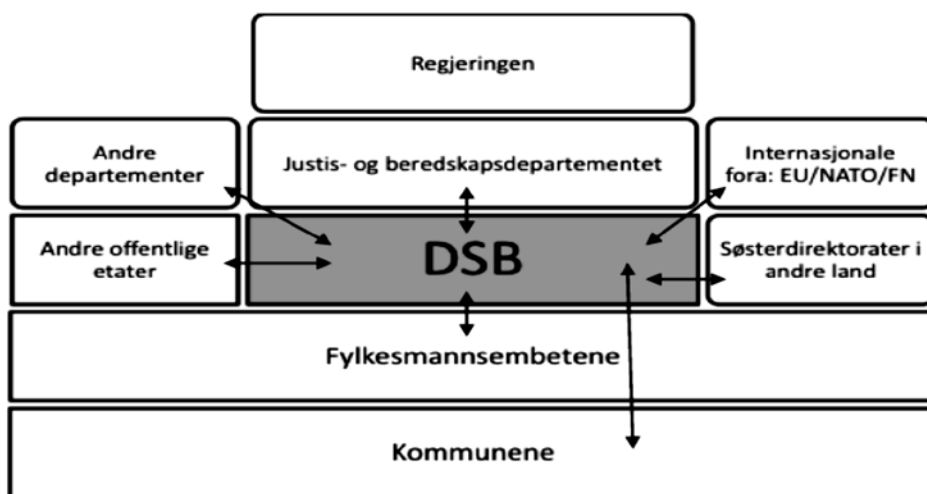 Regjeringen
Andre
departementer
Justis- og beredskapsdepartementet
Internasjonale
fora: EU/NATO/FN
Andre offentlige
etater
DSB
Søsterdirektorater i
andre land
Fylkesmannsembetene
Kommunene